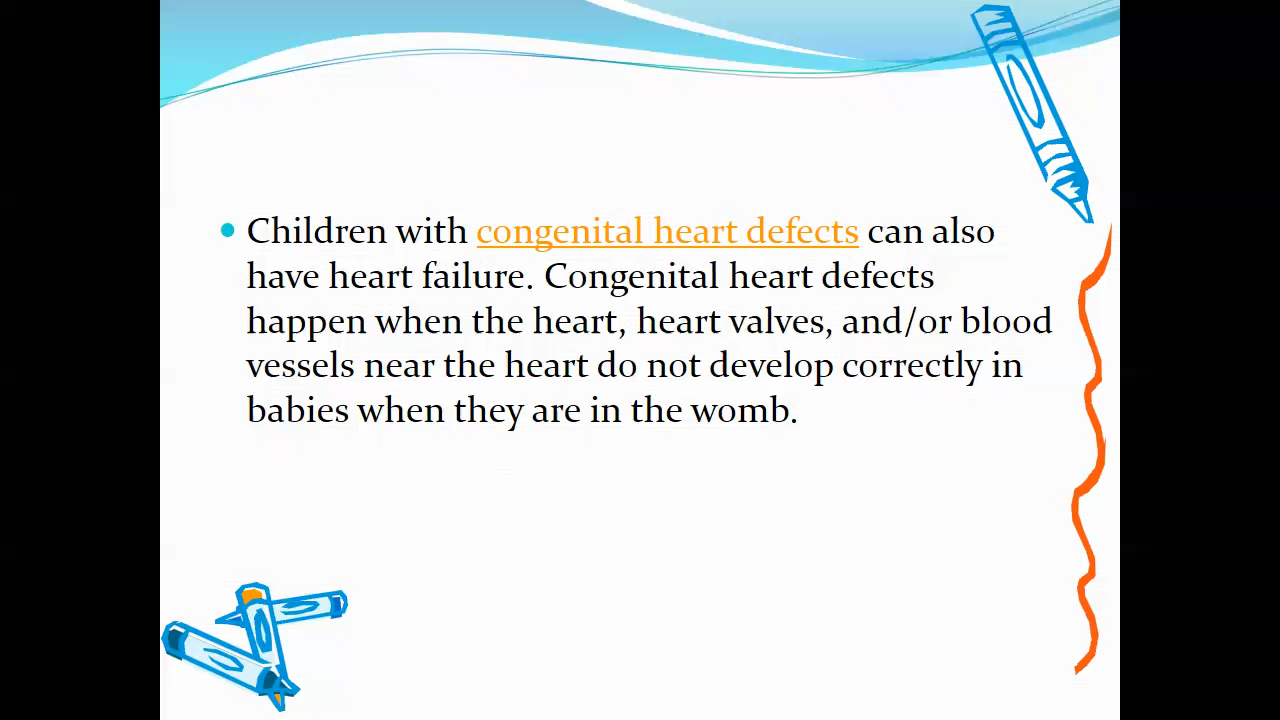 • Children with congenital heart defects can also
have heart failure. Congenital heart defects
happen when the heart, heart valves, and/or blood
vessels near the heart do not develop correctly in
babies when they are in the womb.